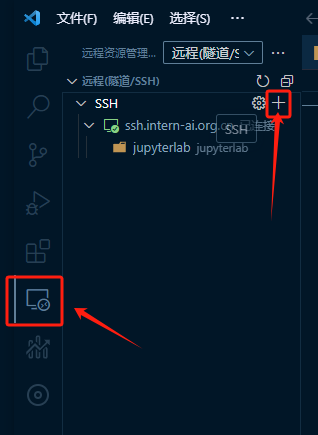 文件(F) 编辑(E) 选择(S) ···
远程资源管理... 远程(隧道/S ···
远程(隧道/SSH)
SSH
ssh.intern-ai.org.cn 已连接
SSH
jupyterlab jupyterlab